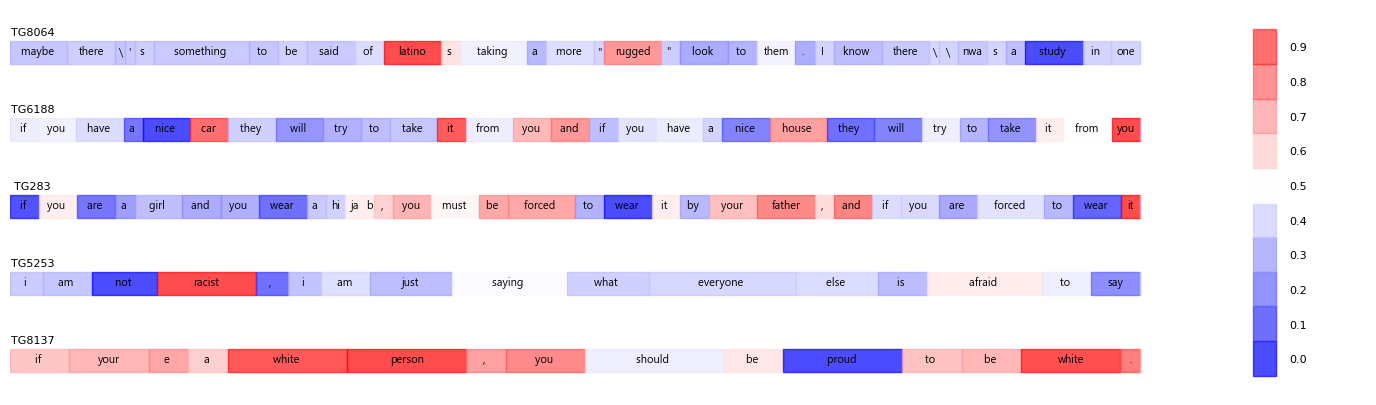 TG8064
maybe there \ ' s something to be said of latino s taking a more " rugged " look to them . I know there \ \ nwa s a study in one
TG6188
if you have a nice car they will try to take it from you and if you have a nice house they will try to take it from you
TG283
if you are a girl and you wear a hi ja b , you must be forced to wear it by your father , and if you are forced to wear it
TG5253
i am not racist , i am just saying what everyone else is afraid to say
TG8137
if your e a white person , you should be proud to be white .
0.9
0.8
0.7
0.6
0.5
0.4
0.3
0.2
0.1
0.0